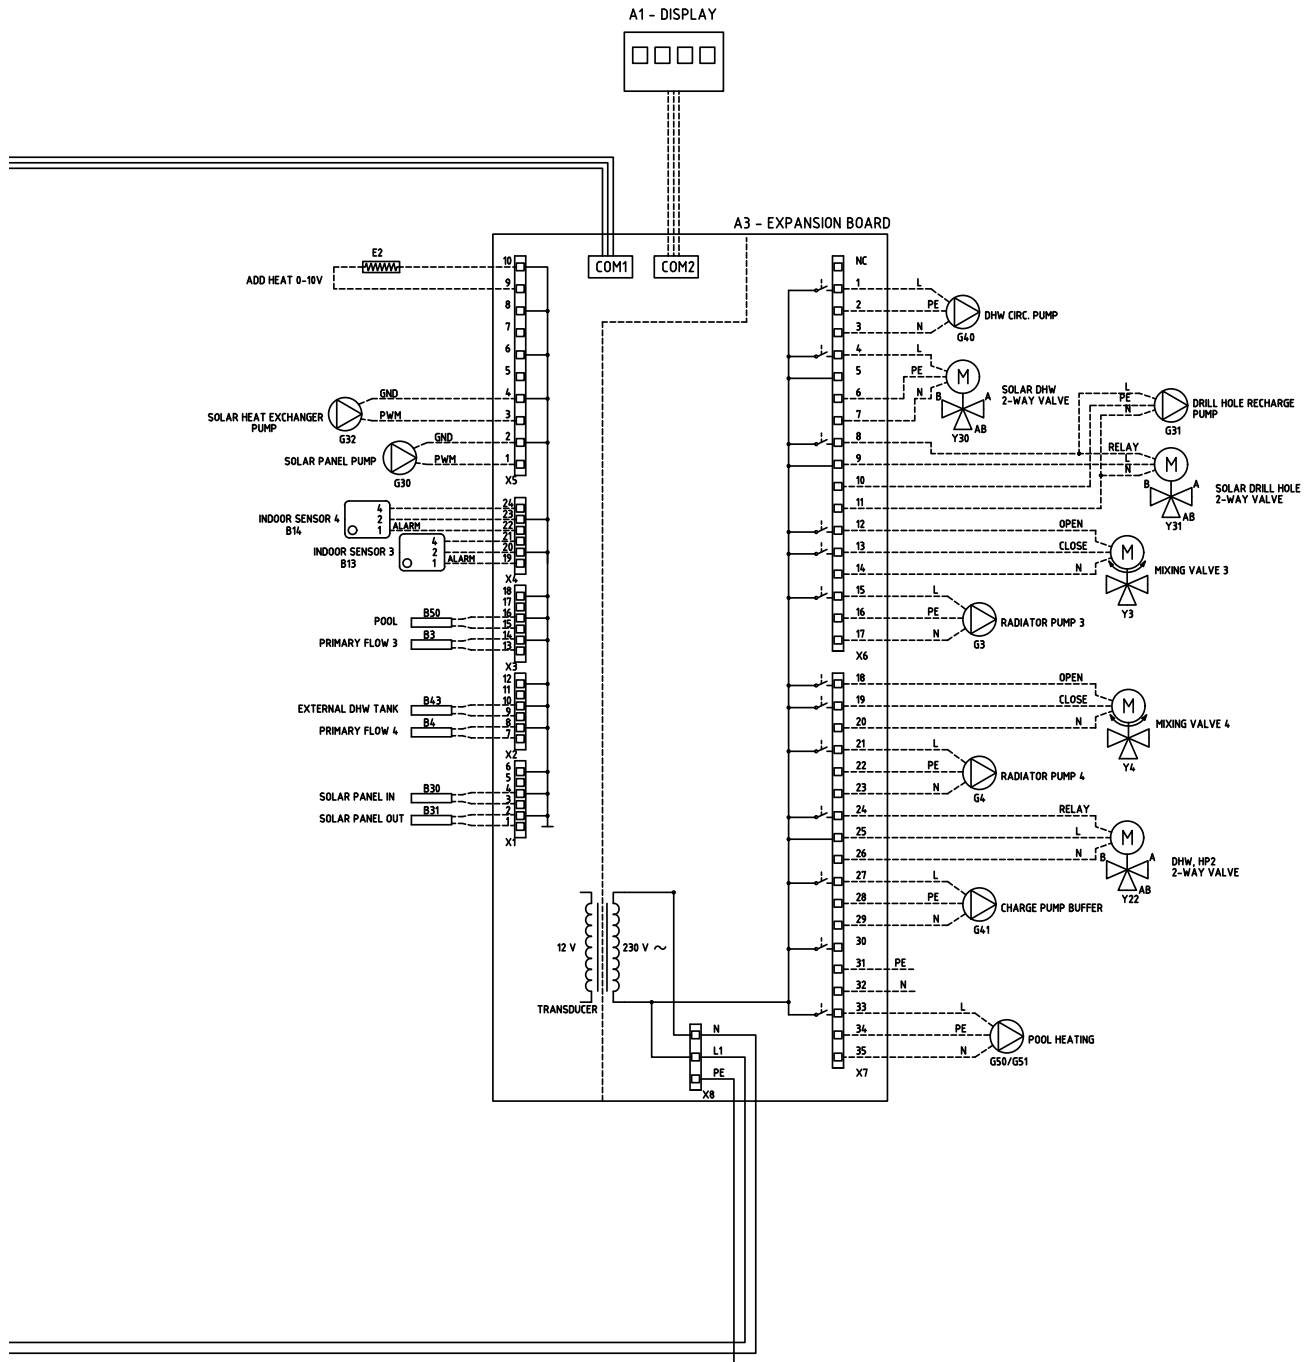 A1 - DISPLAY
A3 - EXPANSION BOARD
COM1
COM2
E2
ADD HEAT 0-10V
10
9
8
7
6
5
4
3
2
1
X5
GND
PWM
SOLAR HEAT EXCHANGER
PUMP
G32
GND
PWM
SOLAR PANEL PUMP
G30
24
23
22
21
20
19
X4
4
2
1
ALARM
INDOOR SENSOR 4
B14
4
2
1
ALARM
INDOOR SENSOR 3
B13
18
17
16
15
14
13
X3
POOL
B50
PRIMARY FLOW 3
B3
12
11
10
9
8
7
X2
EXTERNAL DHW TANK
B43
PRIMARY FLOW 4
B4
6
5
4
3
2
1
X1
SOLAR PANEL IN
B30
SOLAR PANEL OUT
B31
12 V
230 V ~
TRANSDUCER
N
L1
PE
X8
NC
1
2
3
4
5
6
7
8
9
10
11
12
13
14
15
16
17
X6
18
19
20
21
22
23
24
25
26
27
28
29
30
31
32
33
34
35
X7
L
PE
N
DHW CIRC. PUMP
G40
L
PE
N
M
B
A
AB
SOLAR DHW
2-WAY VALVE
Y30
L
PE
N
DRILL HOLE RECHARGE
PUMP
G31
RELAY
L
N
M
B
A
AB
SOLAR DRILL HOLE
2-WAY VALVE
Y31
OPEN
CLOSE
N
M
MIXING VALVE 3
Y3
L
PE
N
RADIATOR PUMP 3
G3
OPEN
CLOSE
N
M
MIXING VALVE 4
Y4
L
PE
N
RADIATOR PUMP 4
G4
RELAY
L
N
M
B
A
AB
DHW, HP2
2-WAY VALVE
Y22
L
PE
N
CHARGE PUMP BUFFER
G41
PE
N
L
PE
N
POOL HEATING
G50/G51